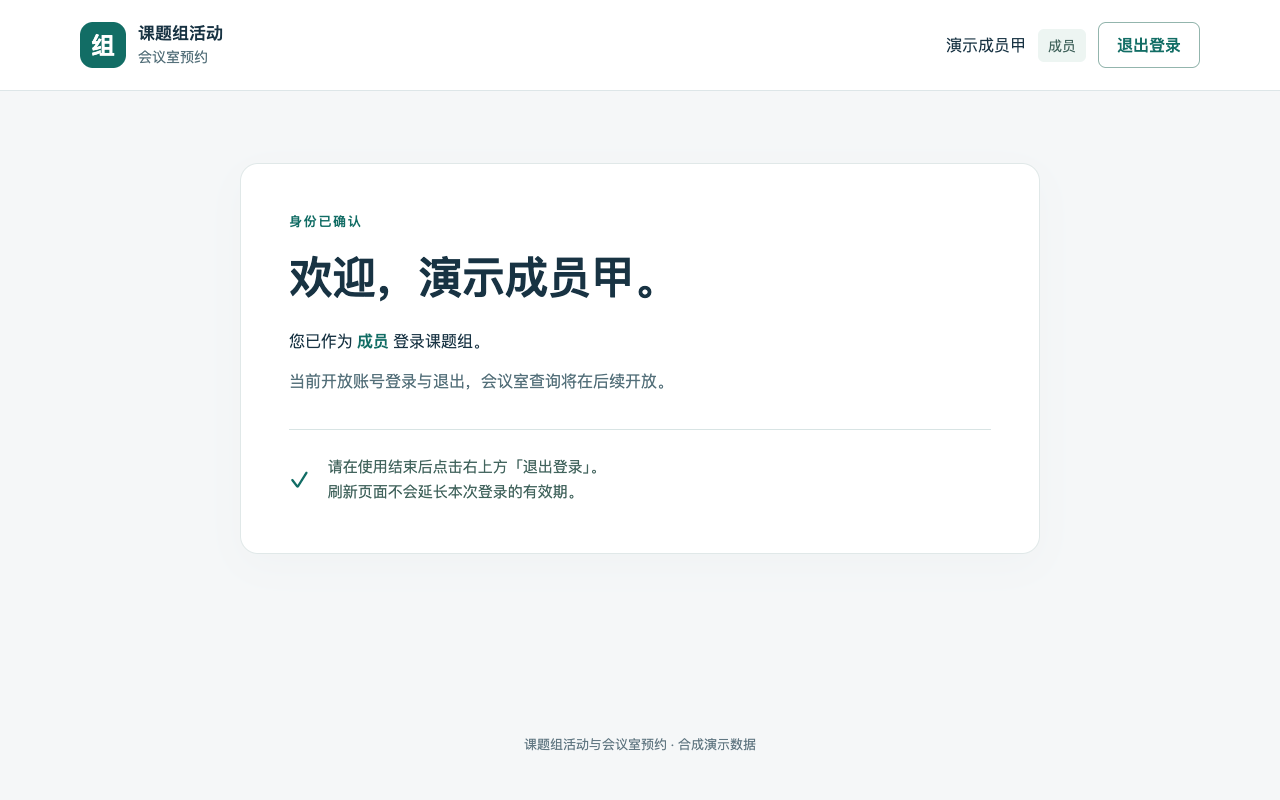 组
课题组活动
会议室预约
演示成员甲
成员
退出登录
身份已确认
欢迎，演示成员甲。
您已作为 成员 登录课题组。
当前开放账号登录与退出，会议室查询将在后续开放。
请在使用结束后点击右上方「退出登录」。
刷新页面不会延长本次登录的有效期。
课题组活动与会议室预约 · 合成演示数据